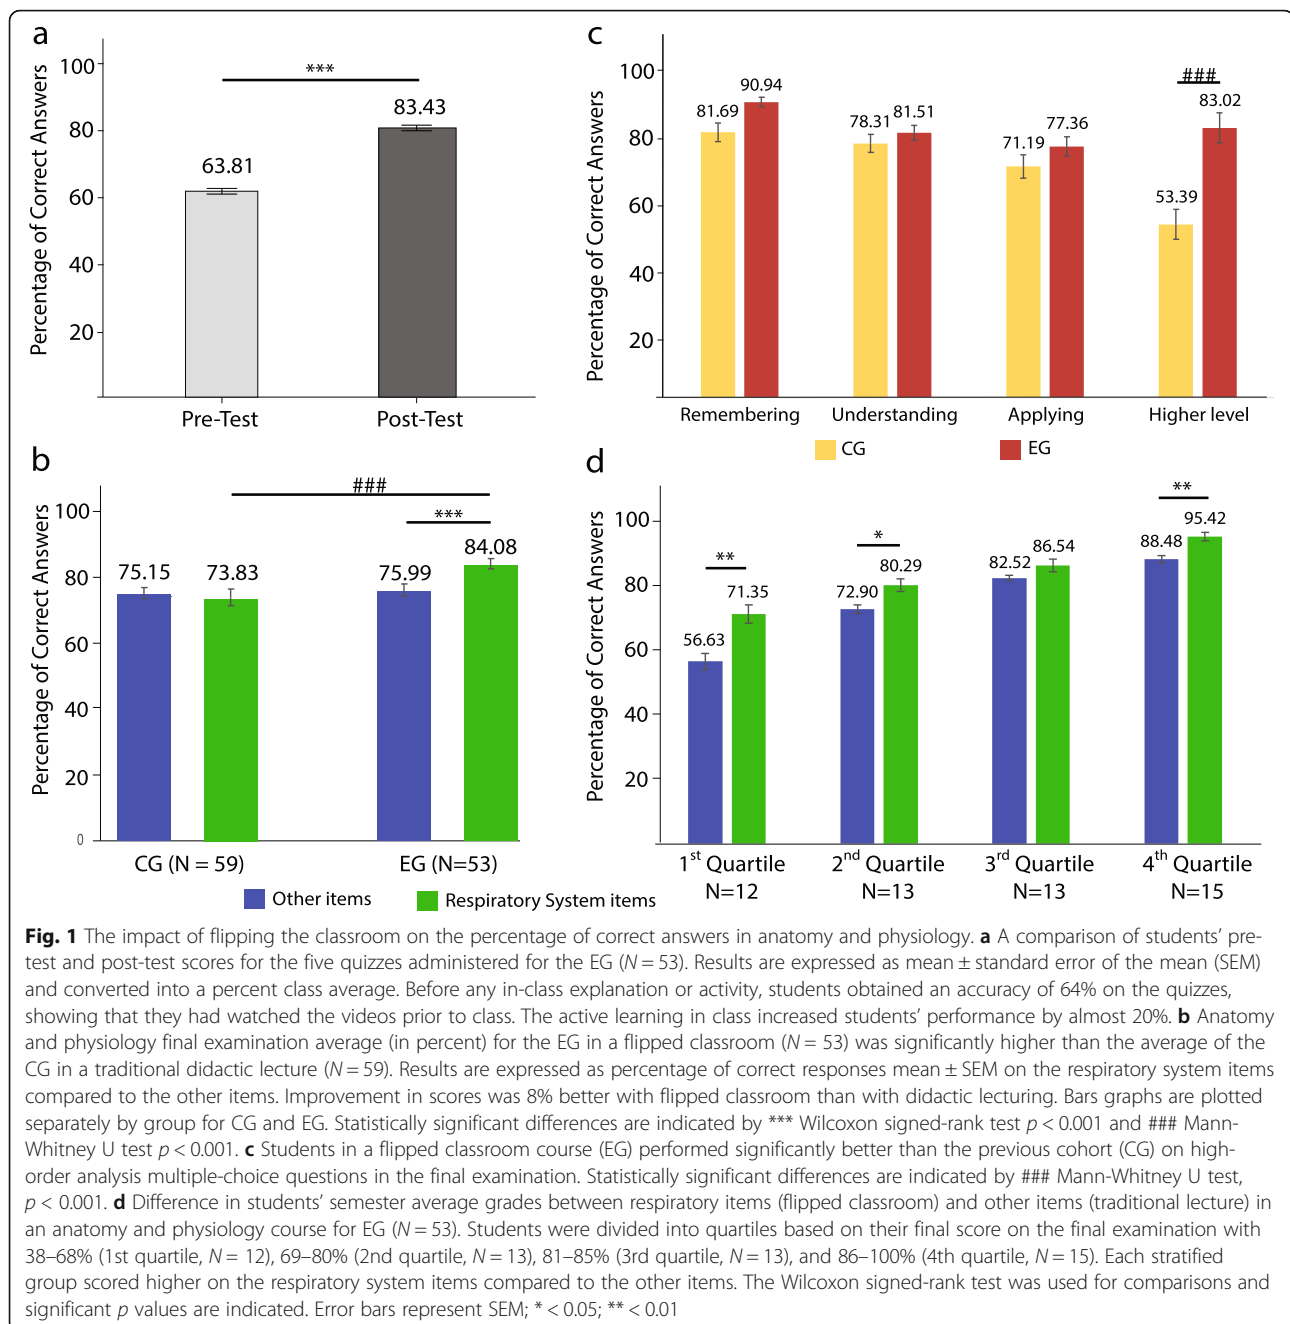 a
Percentage of Correct Answers
100
80
60
40
20
***
63.81
83.43
Pre-Test
Post-Test
b
Percentage of Correct Answers
100
80
60
40
20
0
###
***
75.15
73.83
75.99
84.08
CG (N = 59)
EG (N=53)
Other items
Respiratory System items
c
Percentage of Correct Answers
100
80
60
40
20
###
81.69
90.94
78.31
81.51
71.19
77.36
53.39
83.02
Remembering
Understanding
Applying
Higher level
CG
EG
d
Percentage of Correct Answers
100
80
60
40
20
**
*
**
56.63
71.35
72.90
80.29
82.52
86.54
88.48
95.42
1st Quartile
N=12
2nd Quartile
N=13
3rd Quartile
N=13
4th Quartile
N=15
Fig. 1 The impact of flipping the classroom on the percentage of correct answers in anatomy and physiology. a A comparison of students’ pre-
test and post-test scores for the five quizzes administered for the EG (N = 53). Results are expressed as mean ± standard error of the mean (SEM)
and converted into a percent class average. Before any in-class explanation or activity, students obtained an accuracy of 64% on the quizzes,
showing that they had watched the videos prior to class. The active learning in class increased students’ performance by almost 20%. b Anatomy
and physiology final examination average (in percent) for the EG in a flipped classroom (N = 53) was significantly higher than the average of the
CG in a traditional didactic lecture (N = 59). Results are expressed as percentage of correct responses mean ± SEM on the respiratory system items
compared to the other items. Improvement in scores was 8% better with flipped classroom than with didactic lecturing. Bars graphs are plotted
separately by group for CG and EG. Statistically significant differences are indicated by *** Wilcoxon signed-rank test p < 0.001 and ### Mann-
Whitney U test p < 0.001. c Students in a flipped classroom course (EG) performed significantly better than the previous cohort (CG) on high-
order analysis multiple-choice questions in the final examination. Statistically significant differences are indicated by ### Mann-Whitney U test,
p < 0.001. d Difference in students’ semester average grades between respiratory items (flipped classroom) and other items (traditional lecture) in
an anatomy and physiology course for EG (N = 53). Students were divided into quartiles based on their final score on the final examination with
38–68% (1st quartile, N = 12), 69–80% (2nd quartile, N = 13), 81–85% (3rd quartile, N = 13), and 86–100% (4th quartile, N = 15). Each stratified
group scored higher on the respiratory system items compared to the other items. The Wilcoxon signed-rank test was used for comparisons and
significant p values are indicated. Error bars represent SEM; * < 0.05; ** < 0.01